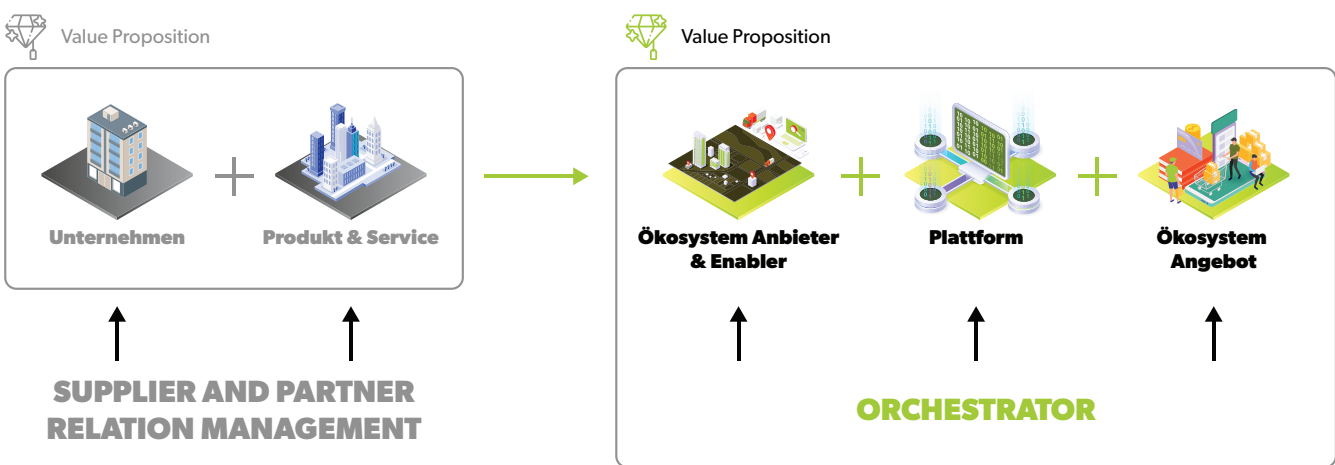 Value Proposition
Unternehmen
Produkt & Service
SUPPLIER AND PARTNER
RELATION MANAGEMENT
Value Proposition
Ökosystem Anbieter
& Enabler
Plattform
Ökosystem
Angebot
ORCHESTRATOR